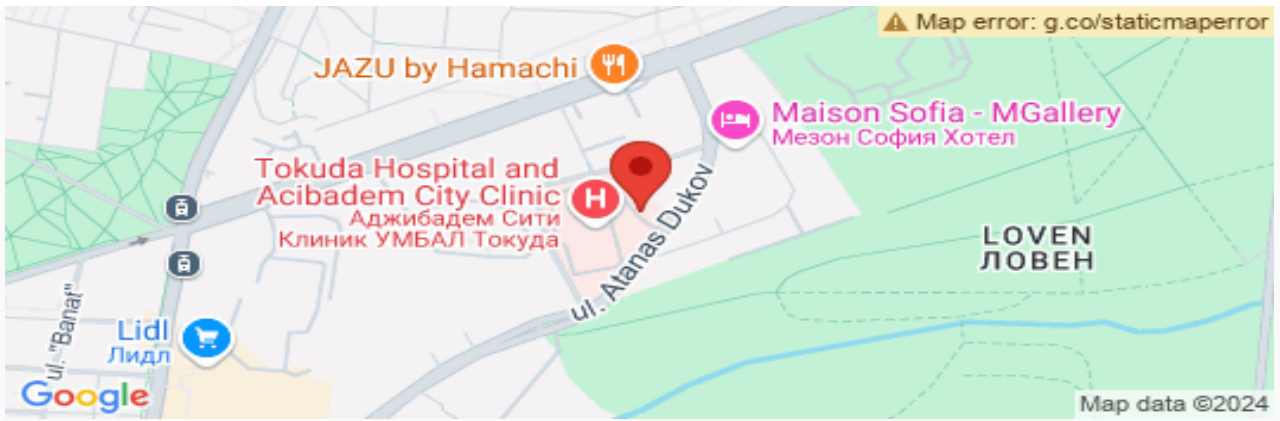 Map error: g.co/staticmaperror
JAZU by Hamachi
Maison Sofia - MGallery
Мезон София Хотел
Tokuda Hospital and
Acibadem City Clinic
Аджибадем Сити
Клиник УМБАЛ Токуда
H
ul. Atanas Dukov
LOVEN
ЛОВЕН
ul. "Banat"
Lidl
Лидл
Google
Map data ©2024